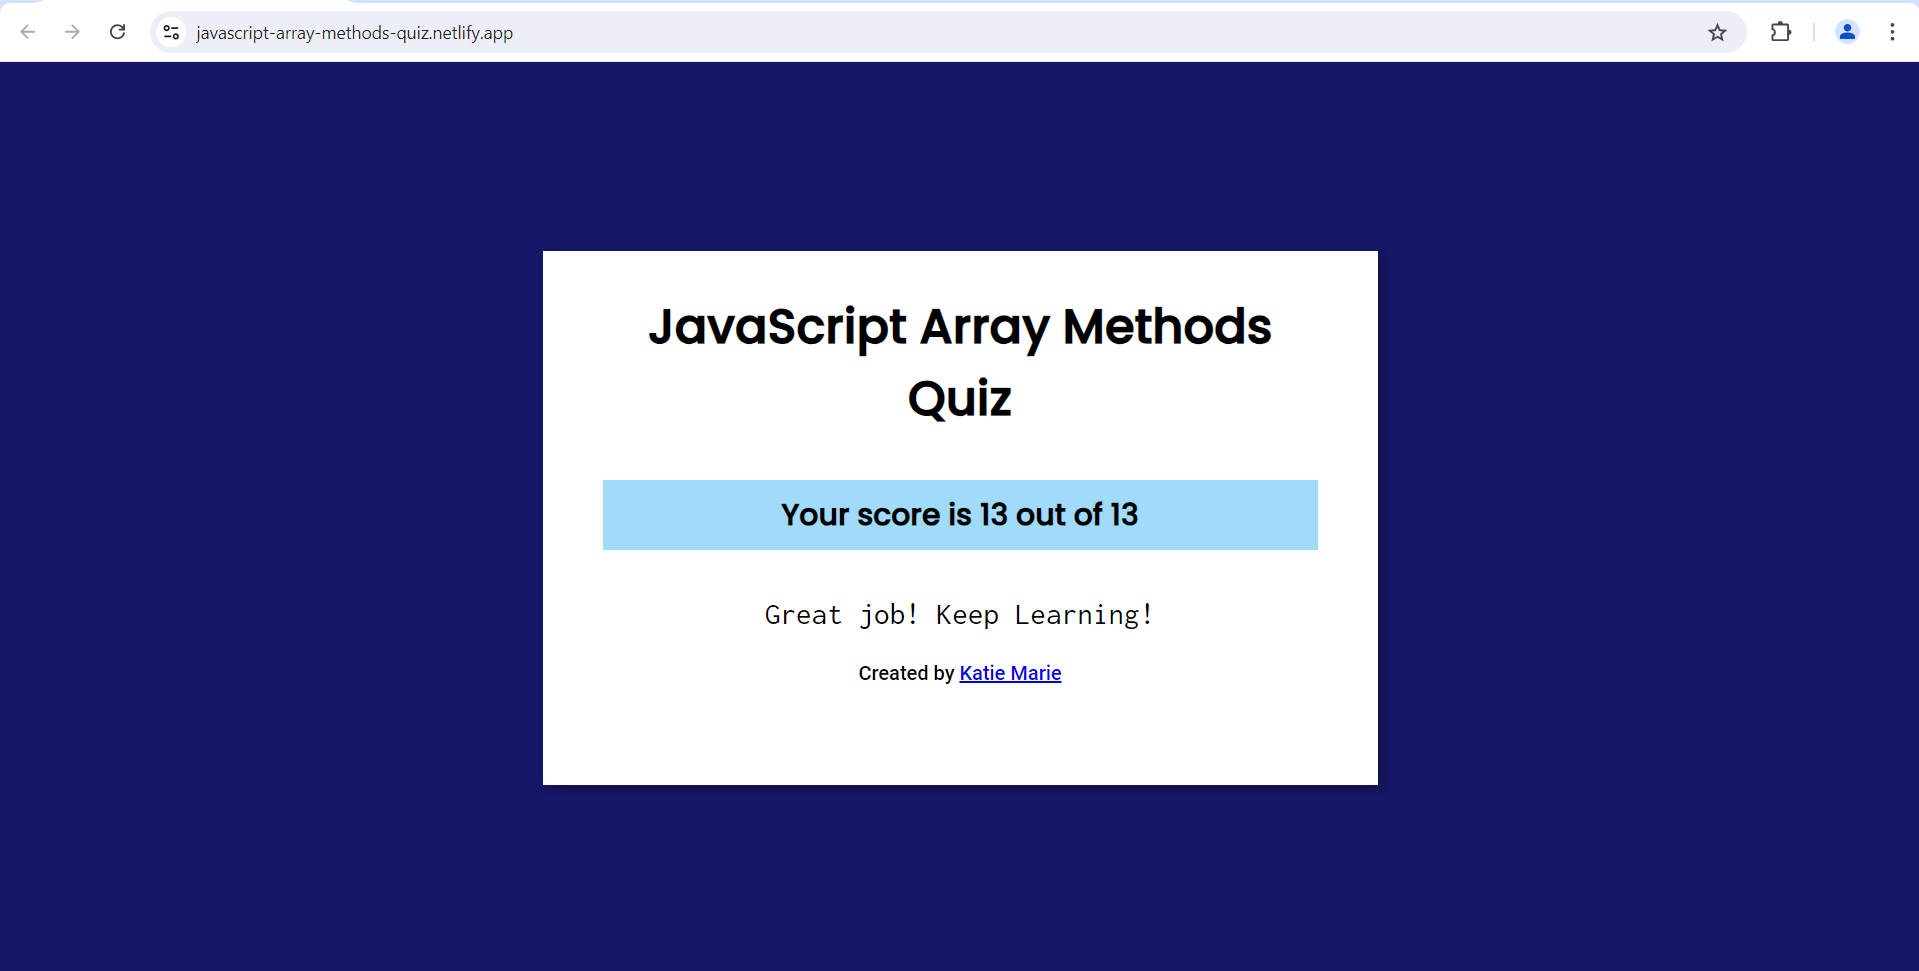 javascript-array-methods-quiz.netlify.app
JavaScript Array Methods
Quiz
Your score is 13 out of 13
Great job! Keep Learning!
Created by Katie Marie